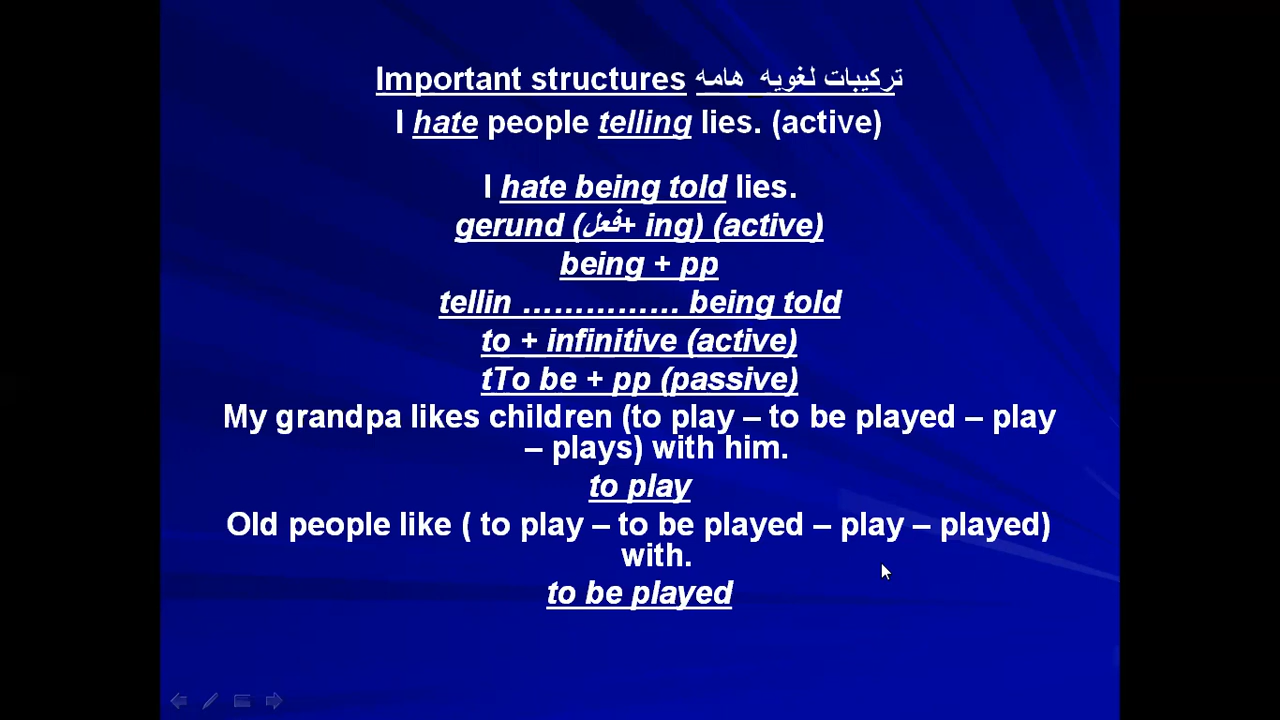 Important structures تركيبات لغويه هامه
I hate people telling lies. (active)
I hate being told lies.
gerund (فعل+ ing) (active)
being + pp
tellin …………… being told
to + infinitive (active)
tTo be + pp (passive)
My grandpa likes children (to play – to be played – play
– plays) with him.
to play
Old people like ( to play – to be played – play – played)
with.
to be played